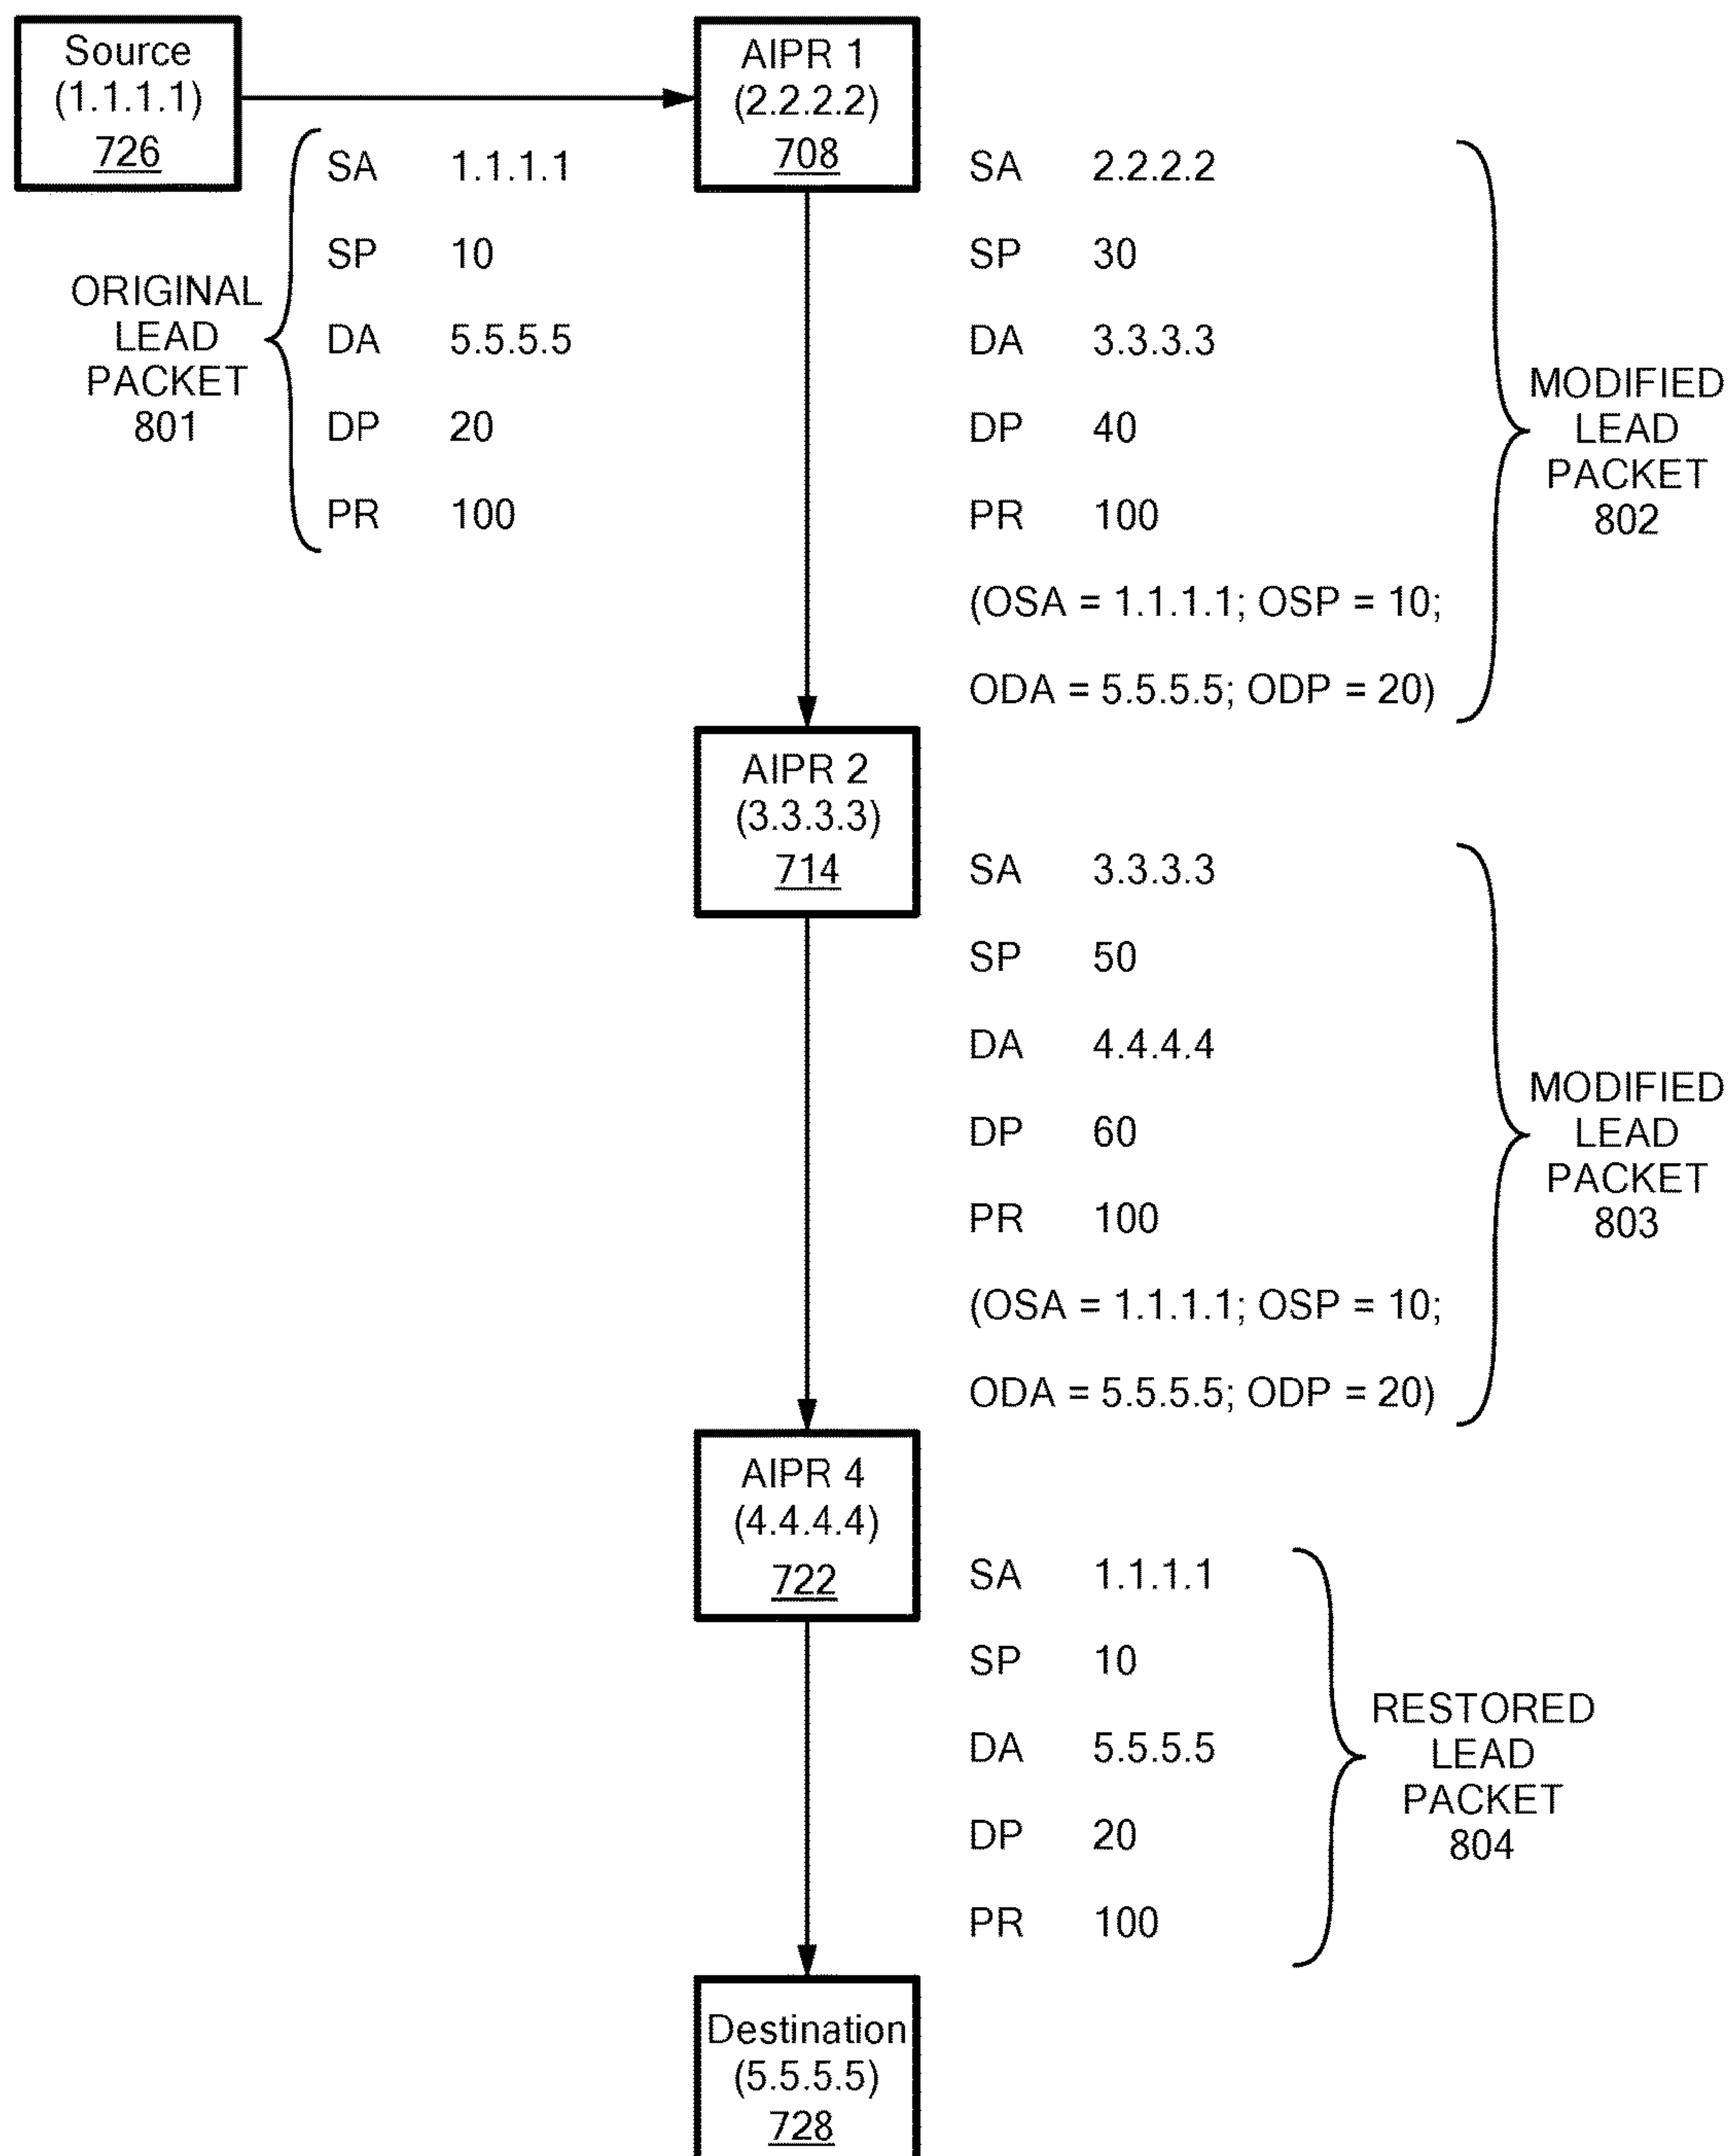 Source
(1.1.1.1)
726
AIPR 1
(2.2.2.2)
708
ORIGINAL
LEAD
PACKET
801
SA 1.1.1.1
SP 10
DA 5.5.5.5
DP 20
PR 100
SA 2.2.2.2
SP 30
DA 3.3.3.3
DP 40
PR 100
(OSA = 1.1.1.1; OSP = 10;
ODA = 5.5.5.5; ODP = 20)
MODIFIED
LEAD
PACKET
802
AIPR 2
(3.3.3.3)
714
SA 3.3.3.3
SP 50
DA 4.4.4.4
DP 60
PR 100
(OSA = 1.1.1.1; OSP = 10;
ODA = 5.5.5.5; ODP = 20)
MODIFIED
LEAD
PACKET
803
AIPR 4
(4.4.4.4)
722
SA 1.1.1.1
SP 10
DA 5.5.5.5
DP 20
PR 100
RESTORED
LEAD
PACKET
804
Destination
(5.5.5.5)
728